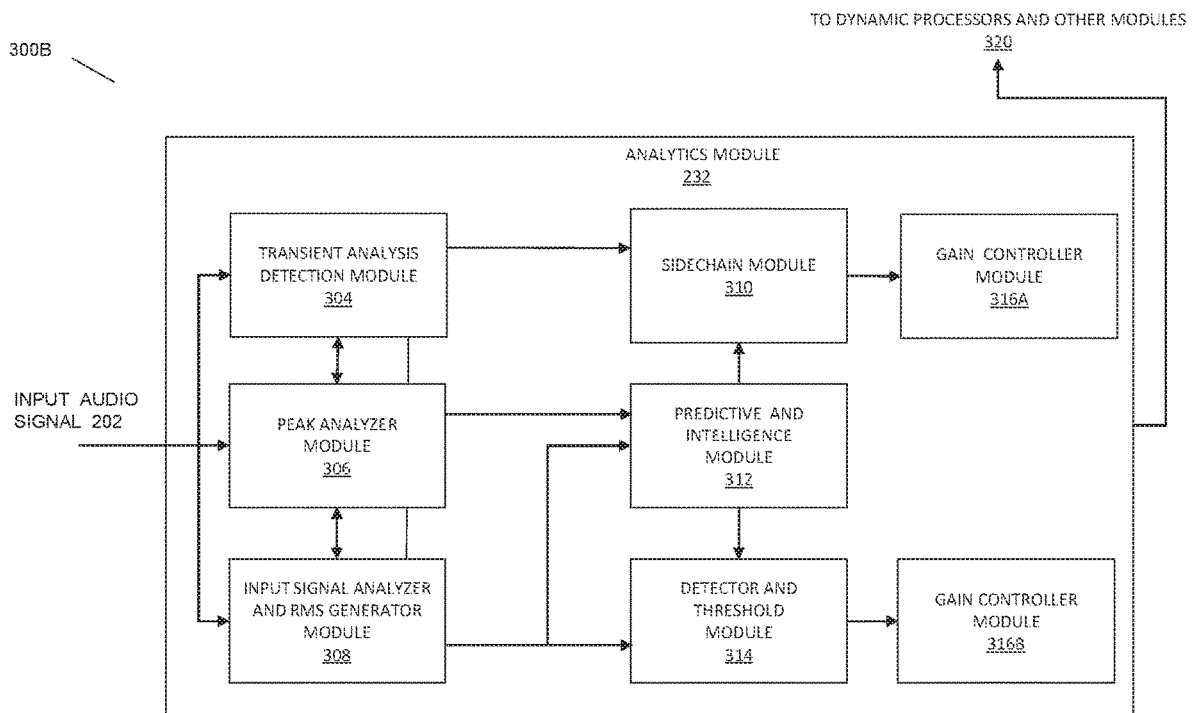 TO DYNAMIC PROCESSORS AND OTHER MODULES
320
300B
ANALYTICS MODULE
232
TRANSIENT ANALYSIS
DETECTION MODULE
304
SIDECHAIN MODULE
310
GAIN CONTROLLER
MODULE
316A
INPUT AUDIO
SIGNAL 202
PEAK ANALYZER
MODULE
306
PREDICTIVE AND
INTELLIGENCE
MODULE
312
INPUT SIGNAL ANALYZER
AND RMS GENERATOR
MODULE
308
DETECTOR AND
THRESHOLD
MODULE
314
GAIN CONTROLLER
MODULE
316B